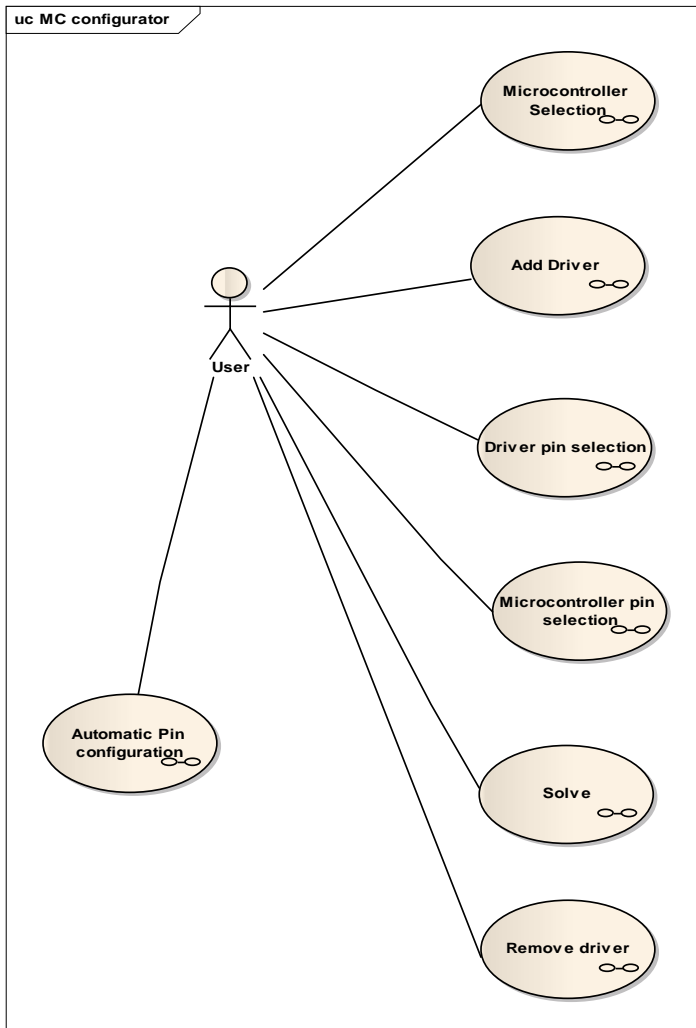 uc MC configurator
Microcontroller
Selection
Add Driver
User
Driver pin selection
Microcontroller pin
selection
Automatic Pin
configuration
Solve
Remove driver